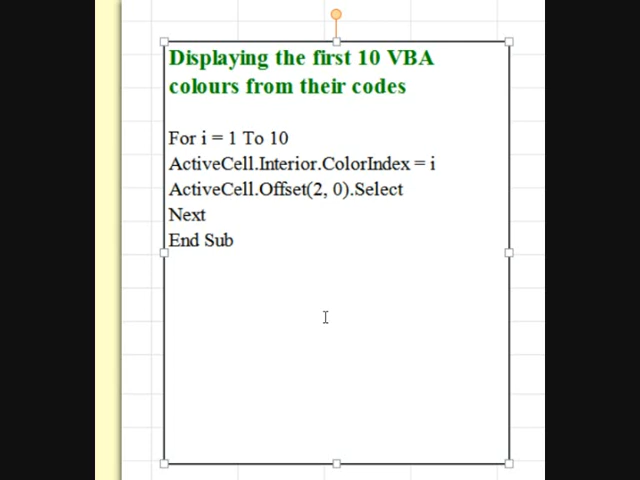 Displaying the first 10 VBA
colours from their codes
For i = 1 To 10
ActiveCell.Interior.ColorIndex = i
ActiveCell.Offset(2, 0).Select
Next
End Sub